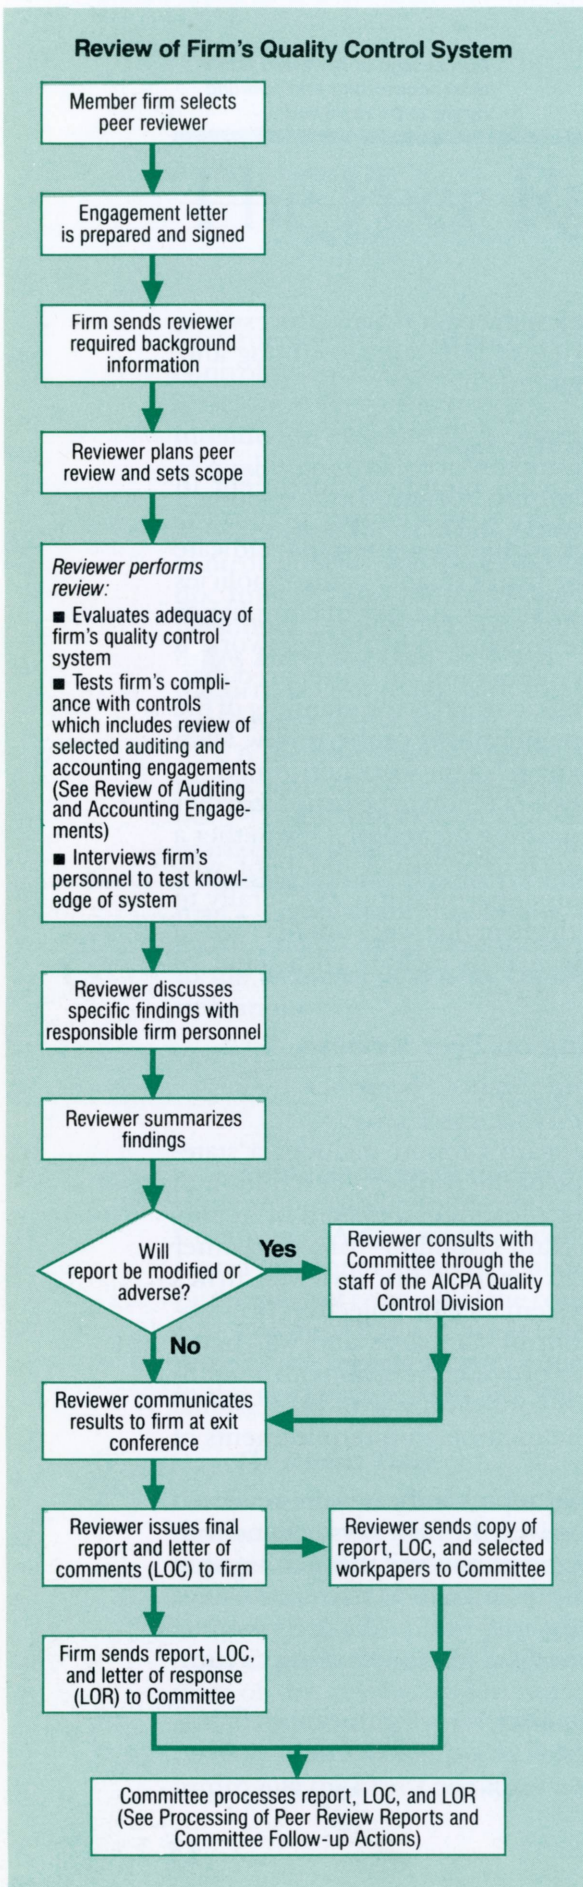 Review of Firm's Quality Control System
Member firm selects
peer reviewer
Engagement letter
is prepared and signed
Firm sends reviewer
required background
information
Reviewer plans peer
review and sets scope
Reviewer performs
review:
■ Evaluates adequacy of
firm's quality control
system
■ Tests firm's compli-
ance with controls
which includes review of
selected auditing and
accounting engagements
(See Review of Auditing
and Accounting Engage-
ments)
■ Interviews firm's
personnel to test knowl-
edge of system
Reviewer discusses
specific findings with
responsible firm personnel
Reviewer summarizes
findings
Will
report be modified or
adverse?
Yes
Reviewer consults with
Committee through the
staff of the AICPA Quality
Control Division
No
Reviewer communicates
results to firm at exit
conference
Reviewer issues final
report and letter of
comments (LOC) to firm
Reviewer sends copy of
report, LOC, and selected
workpapers to Committee
Firm sends report, LOC,
and letter of response
(LOR) to Committee
Committee processes report, LOC, and LOR
(See Processing of Peer Review Reports and
Committee Follow-up Actions)